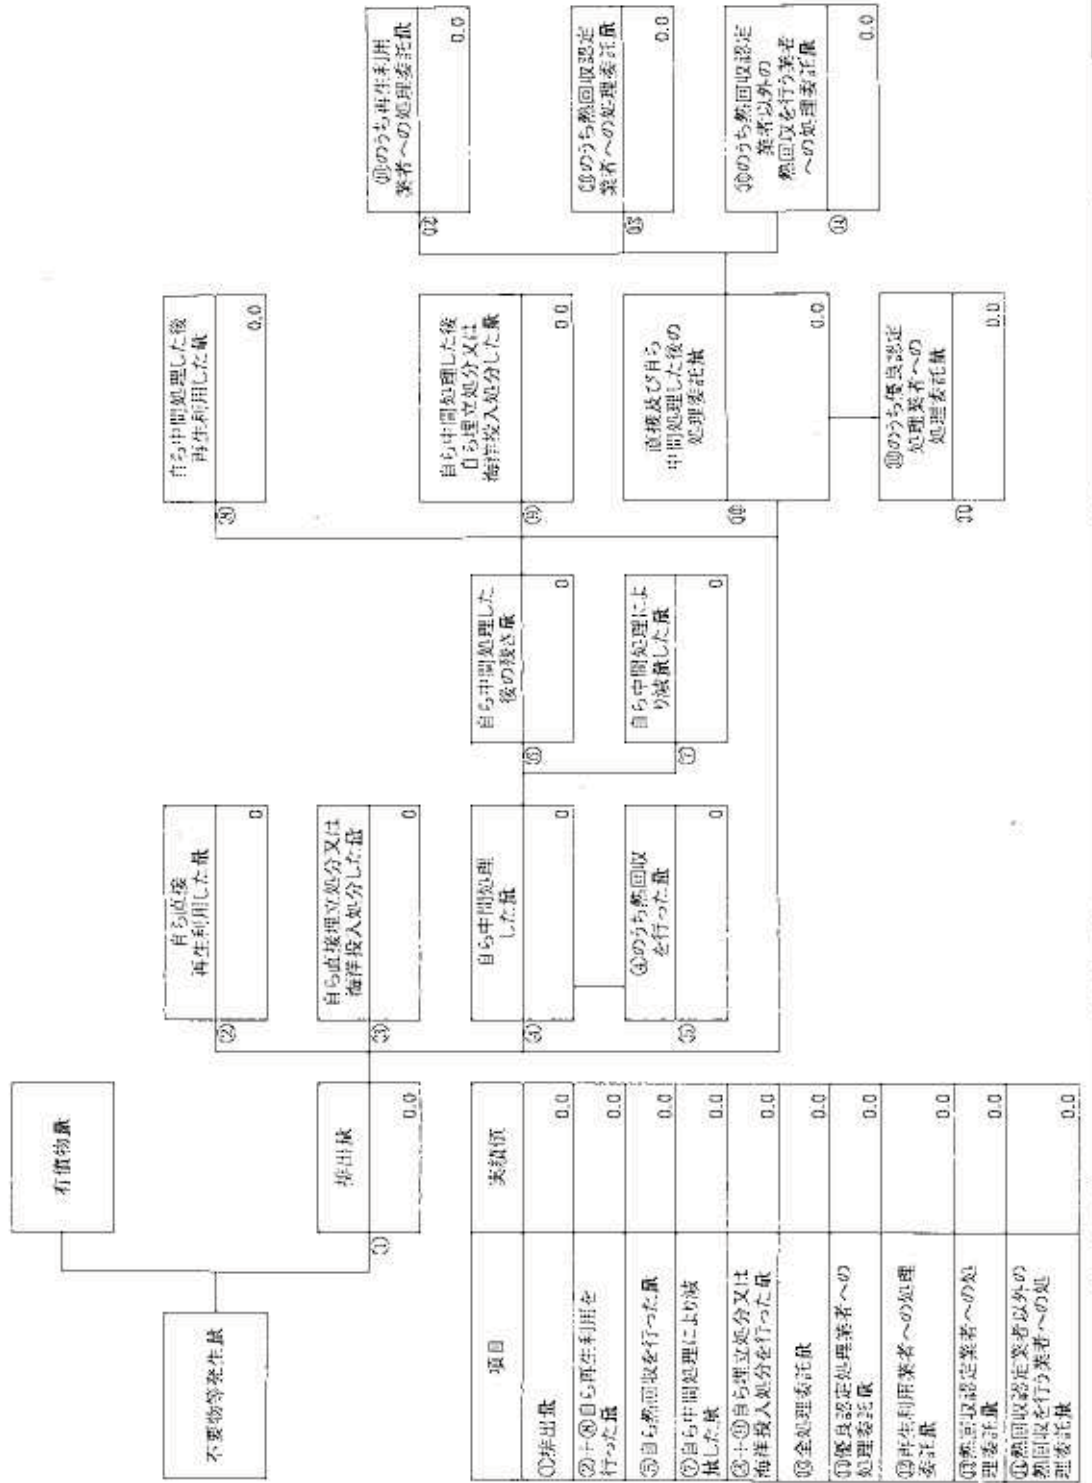 有償物量
不要物等発生量
①
排出量
0.0
②
自ら直接
再生利用した量
0
③
自ら直接埋立処分又は
海洋投入処分した量
0
④
自ら中間処理
した量
0
⑤
④のうち熱回収
を行った量
0
⑥
自ら中間処理した
後の残さ量
0
⑦
自ら中間処理によ
り減量した量
0
⑧
自ら中間処理した後
再生利用した量
0.0
⑨
自ら中間処理した後
自ら埋立処分又は
海洋投入処分した量
0.0
⑩
直接及び自ら
中間処理した後の
処理委託量
0.0
⑪
⑩のうち優良認定
処理業者への
処理委託量
0.0
⑫
⑩のうち再生利用
業者への処理委託量
0.0
⑬
⑩のうち熱回収認定
業者への処理委託量
0.0
⑭
⑩のうち熱回収認定
業者以外の
熱回収を行う業者
への処理委託量
0.0
項目 実績値
①排出量 0.0
②+⑧自ら再生利用を
行った量 0.0
⑤自ら熱回収を行った量 0.0
⑦自ら中間処理により減
量した量 0.0
③+⑨自ら埋立処分又は
海洋投入処分を行った量 0.0
⑩全処理委託量 0.0
⑪優良認定処理業者への
処理委託量 0.0
⑫再生利用業者への処理
委託量 0.0
⑬熱回収認定業者への処
理委託量 0.0
⑭熱回収認定業者以外の
熱回収を行う業者への処
理委託量 0.0